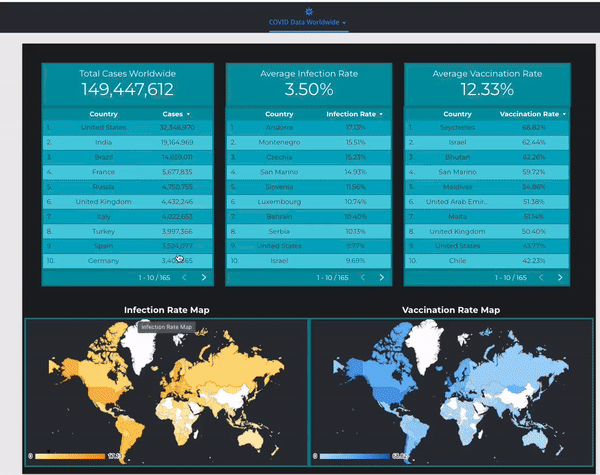 COVID Data Worldwide
Total Cases Worldwide
149,447,612
Country Cases
1. United States 32,348,970
2. India 19,164,969
3. Brazil 14,659,011
4. France 5,677,835
5. Russia 4,750,755
6. United Kingdom 4,432,246
7. Italy 4,022,653
8. Turkey 3,997,366
9. Spain 3,524,077
10. Germany
1 - 10 / 165
Average Infection Rate
3.50%
Country Infection Rate
1. Andorra 17.13%
2. Montenegro 15.51%
3. Czechia 15.23%
4. San Marino 14.93%
5. Slovenia 11.56%
6. Luxembourg 10.74%
7. Bahrain 10.40%
8. Serbia 10.13%
9. United States 9.77%
10. Israel 9.69%
1 - 10 / 165
Average Vaccination Rate
12.33%
Country Vaccination Rate
1. Seychelles 68.82%
2. Israel 62.44%
3. Bhutan 62.26%
4. San Marino 59.72%
5. Maldives 54.86%
6. United Arab Emir... 51.38%
7. Malta 51.14%
8. United Kingdom 50.40%
9. United States 43.77%
10. Chile 42.23%
1 - 10 / 165
Infection Rate Map
Vaccination Rate Map
Infection Rate Map
0
0